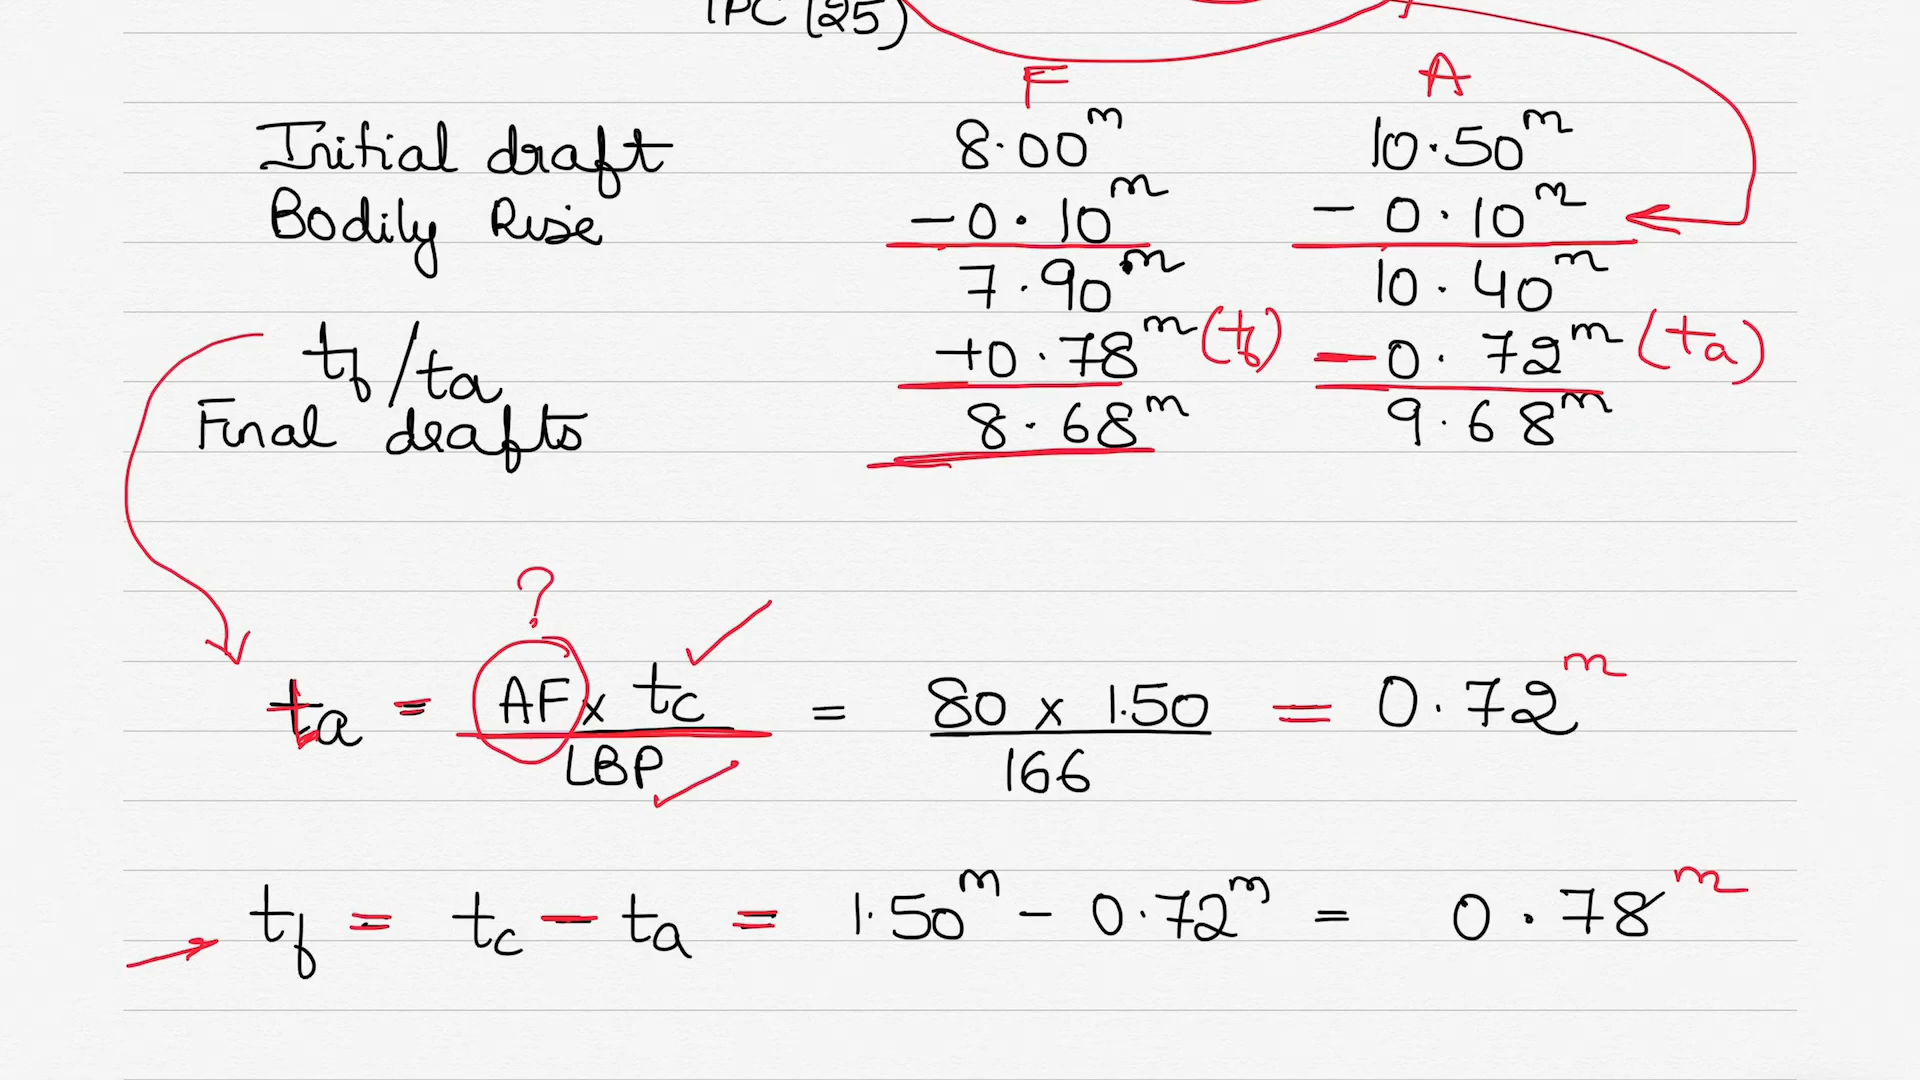 TPC (25)
F A
Initial draft 8.00m 10.50m
Bodily Rise -0.10m - 0.10m
7.90m 10.40m
tf/ta +0.78m (tf) -0.72m (ta)
Final drafts 8.68m 9.68m
?
ta = AF x tc / LBP = 80 x 1.50 / 166 = 0.72m
tf = tc - ta = 1.50m - 0.72m = 0.78m